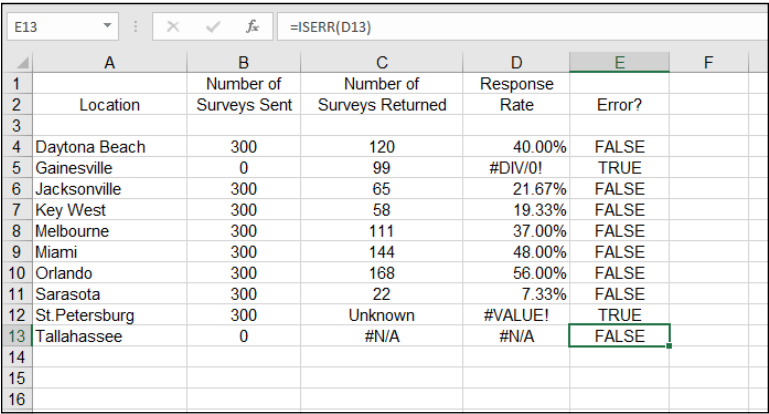 E13 fx =ISERR(D13)
A B C D E F
1 Number of Number of Response
2 Location Surveys Sent Surveys Returned Rate Error?
3
4 Daytona Beach 300 120 40.00% FALSE
5 Gainesville 0 99 #DIV/0! TRUE
6 Jacksonville 300 65 21.67% FALSE
7 Key West 300 58 19.33% FALSE
8 Melbourne 300 111 37.00% FALSE
9 Miami 300 144 48.00% FALSE
10 Orlando 300 168 56.00% FALSE
11 Sarasota 300 22 7.33% FALSE
12 St.Petersburg 300 Unknown #VALUE! TRUE
13 Tallahassee 0 #N/A #N/A FALSE
14
15
16